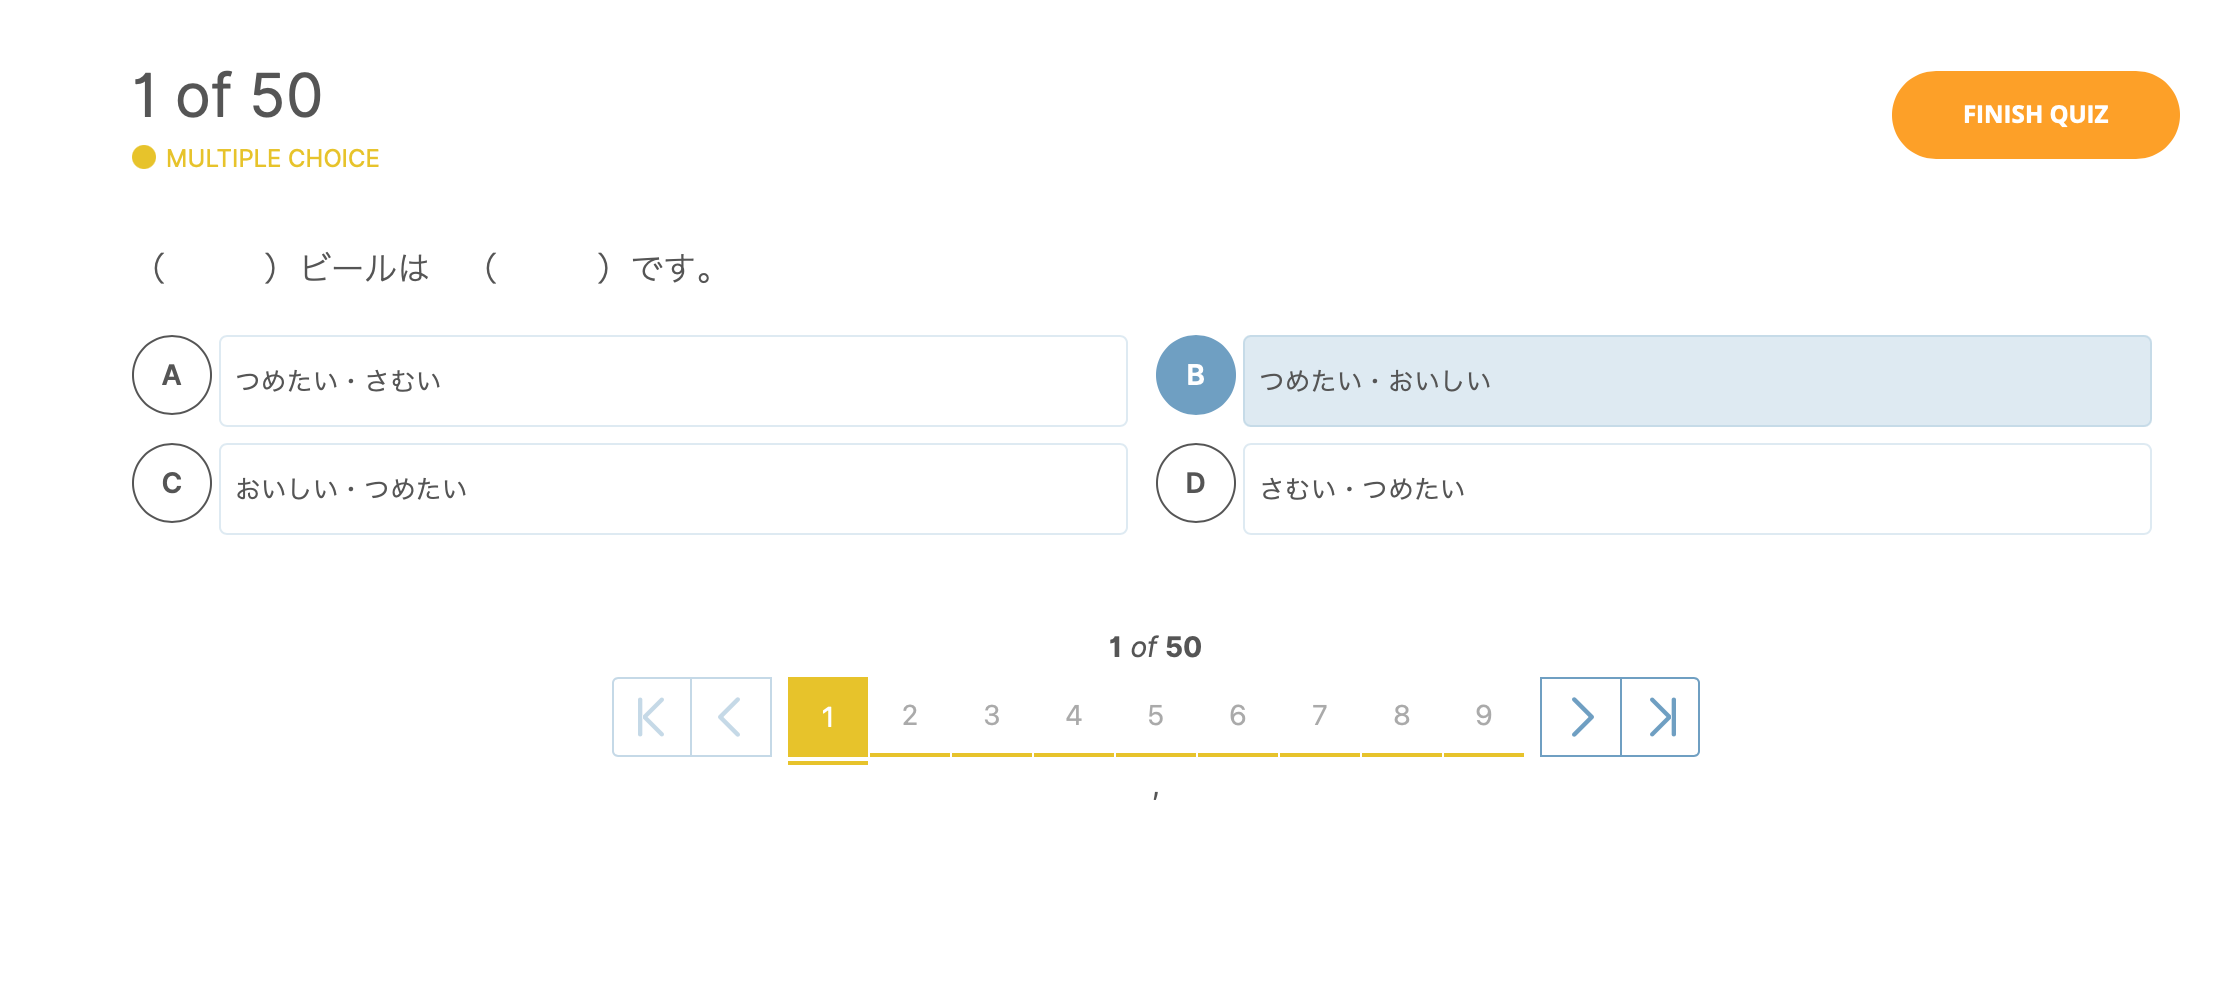 1 of 50
FINISH QUIZ
MULTIPLE CHOICE
（　　　）ビールは　（　　　）です。
A つめたい・さむい
B つめたい・おいしい
C おいしい・つめたい
D さむい・つめたい
1 of 50
1 2 3 4 5 6 7 8 9
,